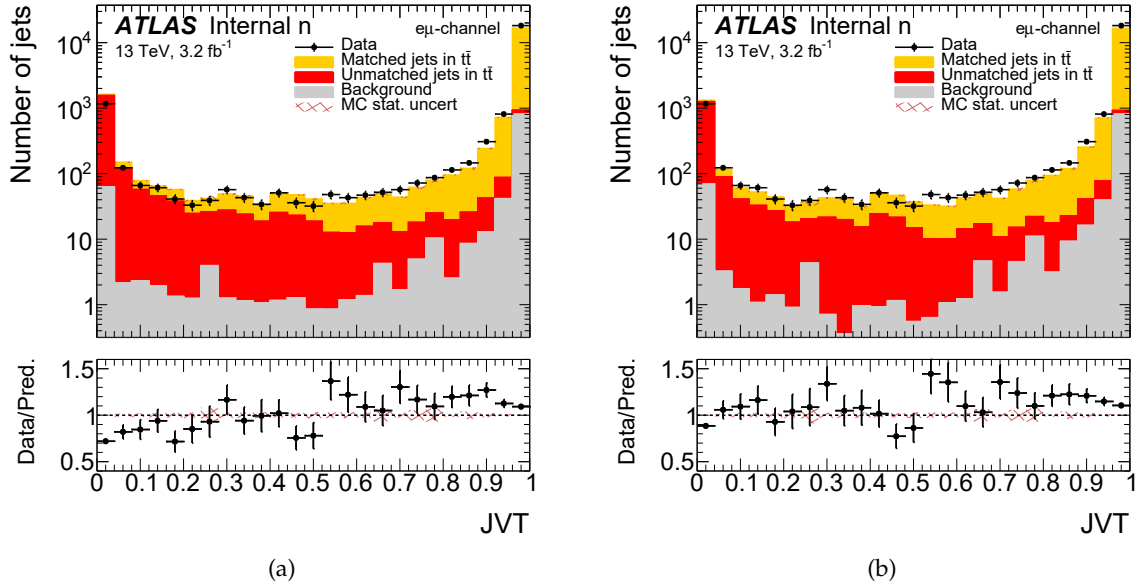 ATLAS Internal n
eμ-channel
13 TeV, 3.2 fb⁻¹
Data
Matched jets in tt̄
Unmatched jets in tt̄
Background
MC stat. uncert
Number of jets
10⁴
10³
10²
10
1
Data/Pred.
1.5
1
0.5
0 0.1 0.2 0.3 0.4 0.5 0.6 0.7 0.8 0.9 1
JVT
(a)
ATLAS Internal n
eμ-channel
13 TeV, 3.2 fb⁻¹
Data
Matched jets in tt̄
Unmatched jets in tt̄
Background
MC stat. uncert
Number of jets
10⁴
10³
10²
10
1
Data/Pred.
1.5
1
0.5
0 0.1 0.2 0.3 0.4 0.5 0.6 0.7 0.8 0.9 1
JVT
(b)